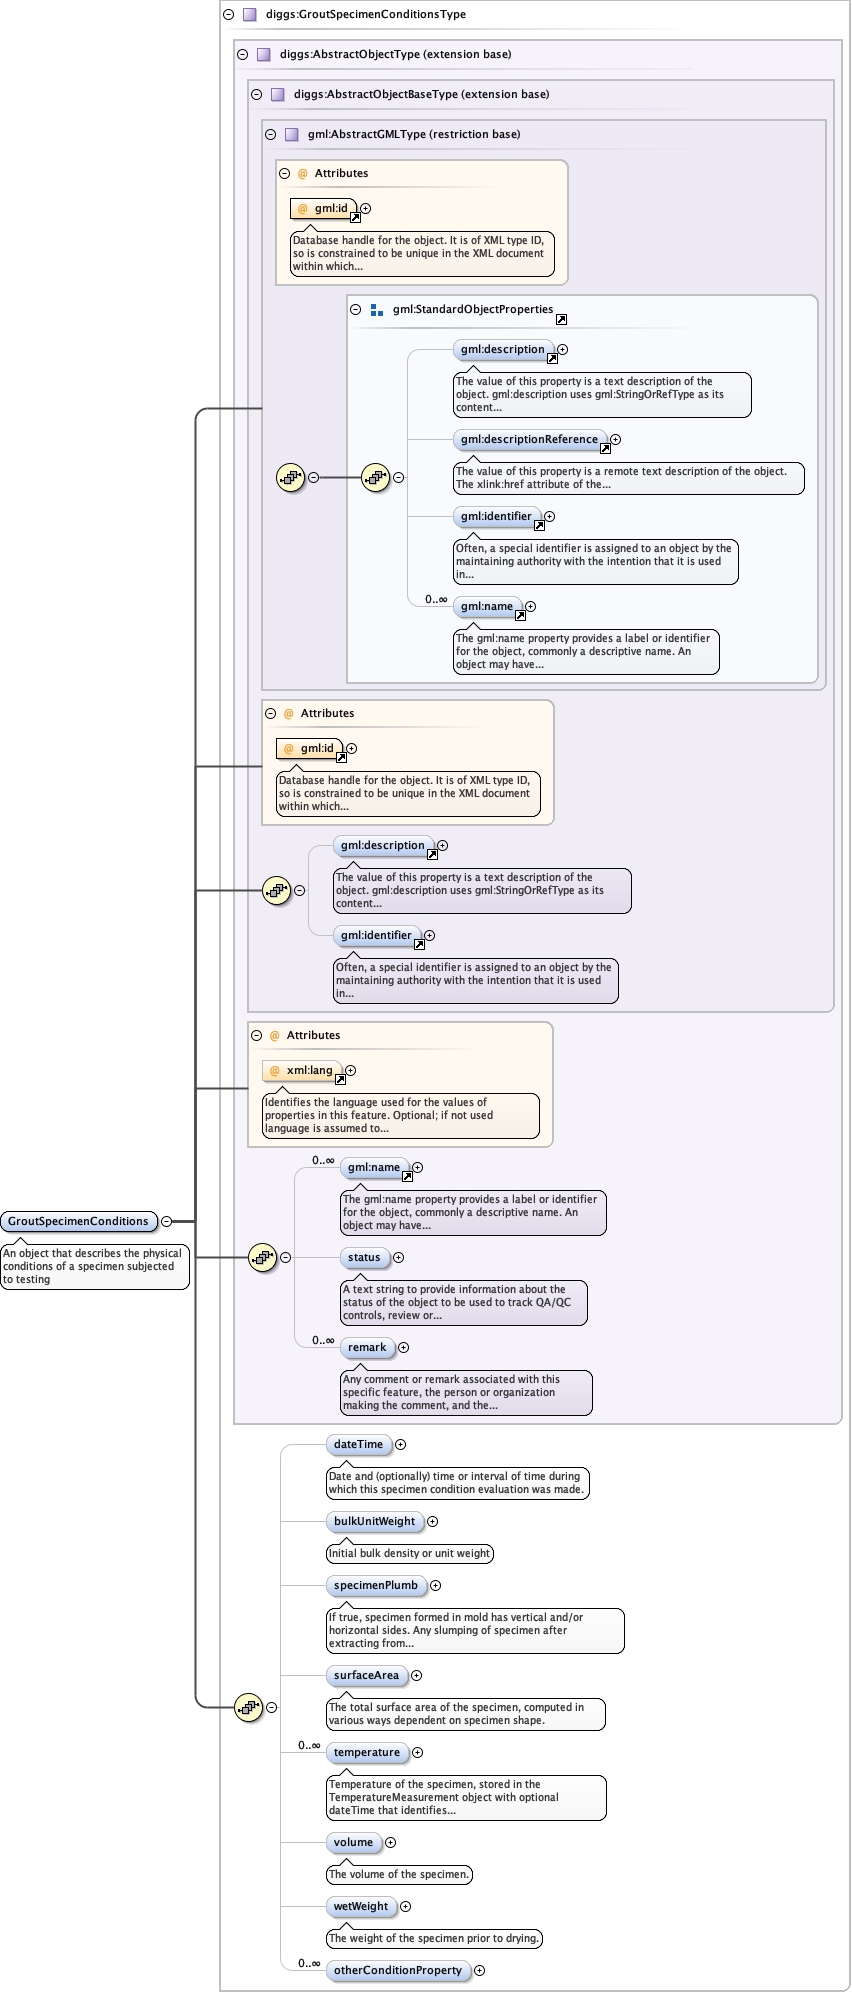 diggs:GroutSpecimenConditionsType
diggs:AbstractObjectType (extension base)
diggs:AbstractObjectBaseType (extension base)
gml:AbstractGMLType (restriction base)
@ Attributes
@ gml:id
Database handle for the object. It is of XML type ID,
so is constrained to be unique in the XML document
within which...
gml:StandardObjectProperties
gml:description
The value of this property is a text description of the
object. gml:description uses gml:StringOrRefType as its
content...
gml:descriptionReference
The value of this property is a remote text description of the object.
The xlink:href attribute of the...
gml:identifier
Often, a special identifier is assigned to an object by the
maintaining authority with the intention that it is used
in...
0..∞
gml:name
The gml:name property provides a label or identifier
for the object, commonly a descriptive name. An
object may have...
@ Attributes
@ gml:id
Database handle for the object. It is of XML type ID,
so is constrained to be unique in the XML document
within which...
gml:description
The value of this property is a text description of the
object. gml:description uses gml:StringOrRefType as its
content...
gml:identifier
Often, a special identifier is assigned to an object by the
maintaining authority with the intention that it is used
in...
@ Attributes
@ xml:lang
Identifies the language used for the values of
properties in this feature. Optional; if not used
language is assumed to...
0..∞
gml:name
The gml:name property provides a label or identifier
for the object, commonly a descriptive name. An
object may have...
GroutSpecimenConditions
An object that describes the physical
conditions of a specimen subjected
to testing
status
A text string to provide information about the
status of the object to be used to track QA/QC
controls, review or...
0..∞
remark
Any comment or remark associated with this
specific feature, the person or organization
making the comment, and the...
dateTime
Date and (optionally) time or interval of time during
which this specimen condition evaluation was made.
bulkUnitWeight
Initial bulk density or unit weight
specimenPlumb
If true, specimen formed in mold has vertical and/or
horizontal sides. Any slumping of specimen after
extracting from...
surfaceArea
The total surface area of the specimen, computed in
various ways dependent on specimen shape.
0..∞
temperature
Temperature of the specimen, stored in the
TemperatureMeasurement object with optional
dateTime that identifies...
volume
The volume of the specimen.
wetWeight
The weight of the specimen prior to drying.
0..∞
otherConditionProperty